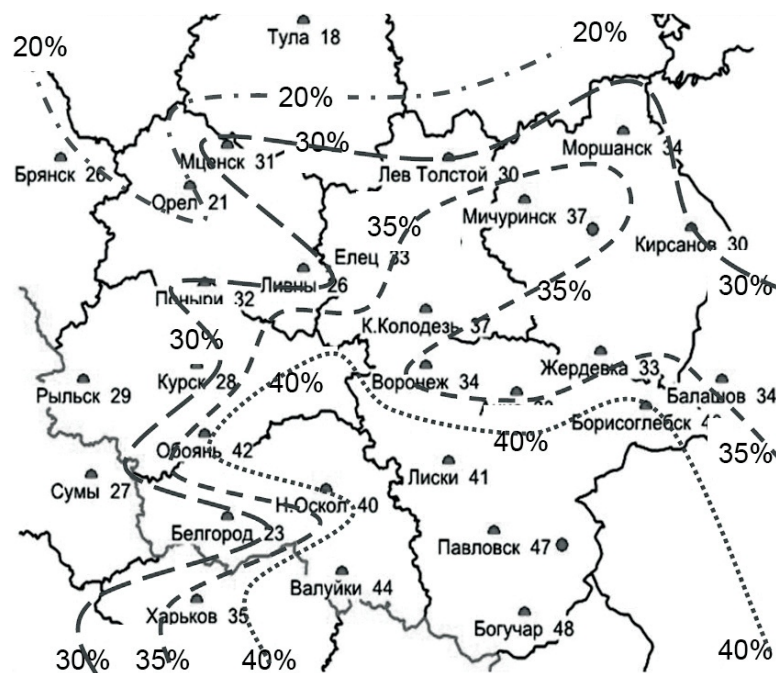 Тула 18
20%
20%
20%
Мценск 31
30%
Моршанск 34
Брянск 26
Лев Толстой 30
Орел 21
35%
Мичуринск 37
Елец 33
Кирсанов 30
Ливны 26
30%
Поныри 32
35%
К.Колодезь 37
30%
Жердевка 33
Рыльск 29
Курск 28
40%
Воронеж 34
Балашов 34
Борисоглебск
40%
Обоянь 42
35%
Лиски 41
Сумы 27
Н.Оскол 40
Белгород 23
Павловск 47
Валуйки 44
Харьков 35
Богучар 48
30%
35%
40%
40%